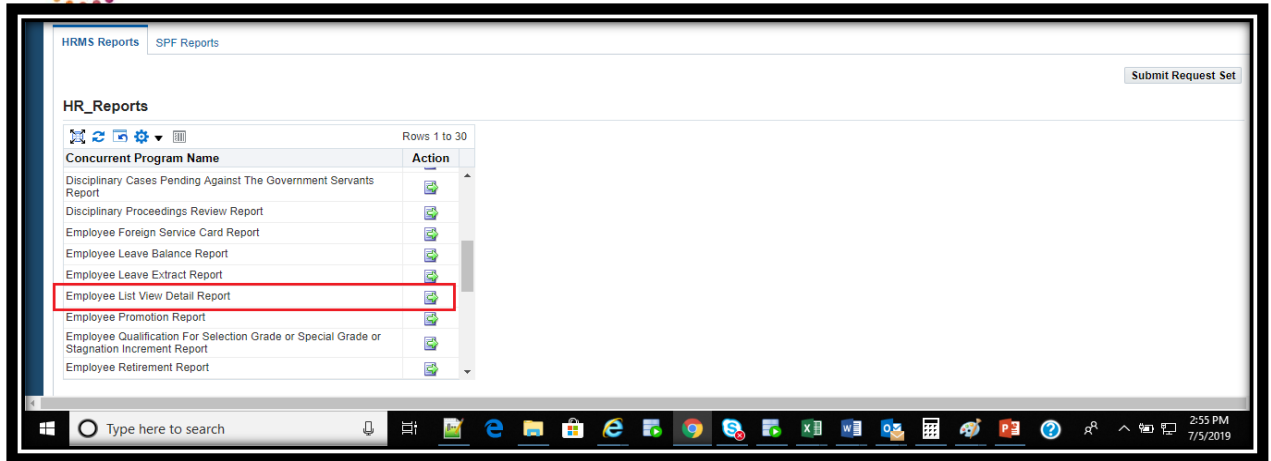 HRMS Reports SPF Reports
Submit Request Set
HR_Reports
Rows 1 to 30
Concurrent Program Name Action
Disciplinary Cases Pending Against The Government Servants
Report
Disciplinary Proceedings Review Report
Employee Foreign Service Card Report
Employee Leave Balance Report
Employee Leave Extract Report
Employee List View Detail Report
Employee Promotion Report
Employee Qualification For Selection Grade or Special Grade or
Stagnation Increment Report
Employee Retirement Report
Type here to search
2:55 PM
7/5/2019